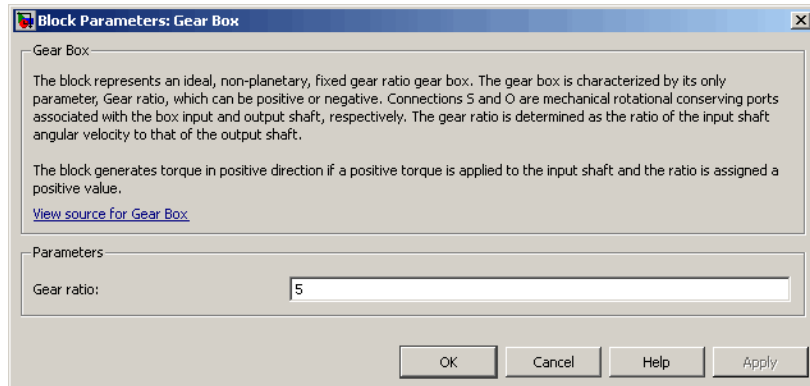 Block Parameters: Gear Box
Gear Box
The block represents an ideal, non-planetary, fixed gear ratio gear box. The gear box is characterized by its only
parameter, Gear ratio, which can be positive or negative. Connections S and O are mechanical rotational conserving ports
associated with the box input and output shaft, respectively. The gear ratio is determined as the ratio of the input shaft
angular velocity to that of the output shaft.
The block generates torque in positive direction if a positive torque is applied to the input shaft and the ratio is assigned a
positive value.
View source for Gear Box
Parameters
Gear ratio: 5
OK Cancel Help Apply